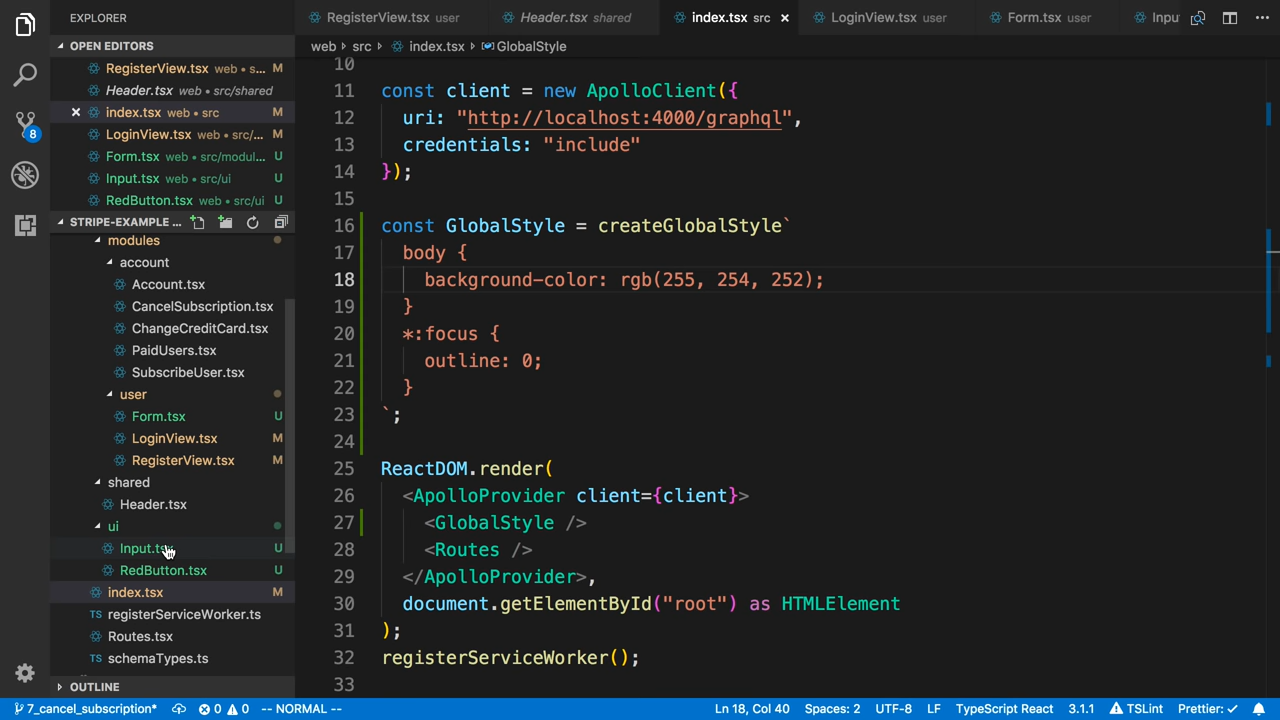 EXPLORER
OPEN EDITORS
RegisterView.tsx web • s... M
Header.tsx web • src/shared
index.tsx web • src M
LoginView.tsx web • src/... M
Form.tsx web • src/modul... U
Input.tsx web • src/ui U
RedButton.tsx web • src/ui U
STRIPE-EXAMPLE ...
modules
account
Account.tsx
CancelSubscription.tsx
ChangeCreditCard.tsx
PaidUsers.tsx
SubscribeUser.tsx
user
Form.tsx U
LoginView.tsx M
RegisterView.tsx M
shared
Header.tsx
ui
Input.tsx U
RedButton.tsx U
index.tsx M
TS registerServiceWorker.ts
Routes.tsx
TS schemaTypes.ts
OUTLINE
8
RegisterView.tsx user
Header.tsx shared
index.tsx src
LoginView.tsx user
Form.tsx user
Inpu
web src index.tsx GlobalStyle
10
11 const client = new ApolloClient({
12 uri: "http://localhost:4000/graphql",
13 credentials: "include"
14 });
15
16 const GlobalStyle = createGlobalStyle`
17 body {
18 background-color: rgb(255, 254, 252);
19 }
20 *:focus {
21 outline: 0;
22 }
23 `;
24
25 ReactDOM.render(
26 <ApolloProvider client={client}>
27 <GlobalStyle />
28 <Routes />
29 </ApolloProvider>,
30 document.getElementById("root") as HTMLElement
31 );
32 registerServiceWorker();
33
7_cancel_subscription* 0 0 -- NORMAL -- Ln 18, Col 40 Spaces: 2 UTF-8 LF TypeScript React 3.1.1 TSLint Prettier: ✓